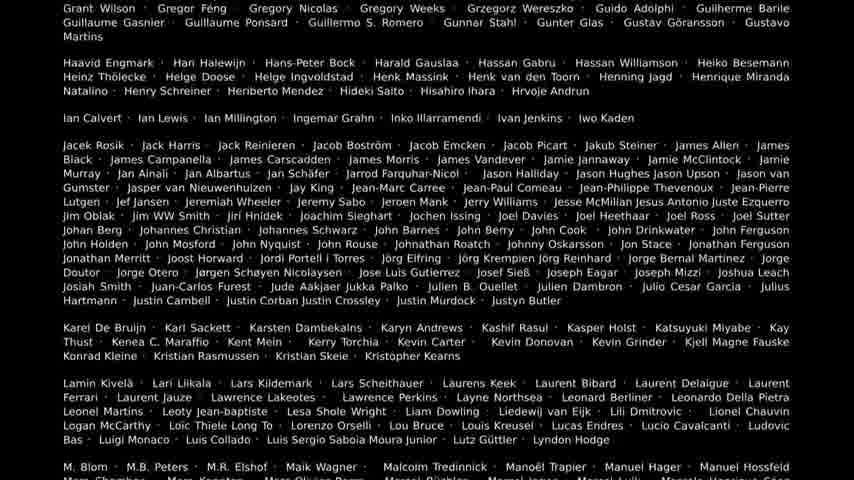 Grant Wilson · Gregor Féng · Gregory Nicolas · Gregory Weeks · Grzegorz Wereszko · Guido Adolphi · Guilherme Barile
Guillaume Gasnier · Guillaume Ponsard · Guillermo S. Romero · Gunnar Stahl · Gunter Glas · Gustav Göransson · Gustavo
Martins
Haavid Engmark · Hari Halewijn · Hans-Peter Bock · Harald Gauslaa · Hassan Gabru · Hassan Williamson · Heiko Besemann
Heinz Thölecke · Helge Doose · Helge Ingvoldstad · Henk Massink · Henk van den Toorn · Henning Jagd · Henrique Miranda
Natalino · Henry Schreiner · Heriberto Mendez · Hideki Saito · Hisahiro Ihara · Hrvoje Andrun
Ian Calvert · Ian Lewis · Ian Millington · Ingemar Grahn · Inko Illarramendi · Ivan Jenkins · Iwo Kaden
Jacek Rosik · Jack Harris · Jack Reinieren · Jacob Boström · Jacob Emcken · Jacob Picart · Jakub Steiner · James Allen · James
Black · James Campanella · James Carscadden · James Morris · James Vandever · Jamie Jannaway · Jamie McClintock · Jamie
Murray · Jan Ainali · Jan Albartus · Jan Schäfer · Jarrod Farquhar-Nicol · Jason Halliday · Jason Hughes Jason Upson · Jason van
Gumster · Jasper van Nieuwenhuizen · Jay King · Jean-Marc Carree · Jean-Paul Comeau · Jean-Philippe Thevenoux · Jean-Pierre
Lutgen · Jef Jansen · Jeremiah Wheeler · Jeremy Sabo · Jeroen Mank · Jerry Williams · Jesse McMilian Jesus Antonio Juste Ezquerro
Jim Oblak · Jim WW Smith · Jiri Hnídek · Joachim Sieghart · Jochen Issing · Joel Davies · Joel Heethaar · Joel Ross · Joel Sutter
Johan Berg · Johannes Christian · Johannes Schwarz · John Barnes · John Berry · John Cook · John Drinkwater · John Ferguson
John Holden · John Mosford · John Nyquist · John Rouse · Johnathan Roatch · Johnny Oskarsson · Jon Stace · Jonathan Ferguson
Jonathan Merritt · Joost Horward · Jordi Portell i Torres · Jörg Elfring · Jörg Krempien Jörg Reinhard · Jorge Bernal Martinez · Jorge
Doutor · Jorge Otero · Jørgen Schøyen Nicolaysen · Jose Luis Gutierrez · Josef Sieß · Joseph Eagar · Joseph Mizzi · Joshua Leach
Josiah Smith · Juan-Carlos Furest · Jude Aakjaer Jukka Palko · Julien B. Ouellet · Julien Dambron · Julio Cesar Garcia · Julius
Hartmann · Justin Cambell · Justin Corban Justin Crossley · Justin Murdock · Justyn Butler
Karel De Bruijn · Karl Sackett · Karsten Dambekalns · Karyn Andrews · Kashif Rasul · Kasper Holst · Katsuyuki Miyabe · Kay
Thust · Kenea C. Maraffio · Kent Mein · Kerry Torchia · Kevin Carter · Kevin Donovan · Kevin Grinder · Kjell Magne Fauske
Konrad Kleine · Kristian Rasmussen · Kristian Skeie · Kristopher Kearns
Lamin Kivelä · Lari Liikala · Lars Kildemark · Lars Scheithauer · Laurens Keek · Laurent Bibard · Laurent Delaigue · Laurent
Ferrari · Laurent Jauze · Lawrence Lakeotes · Lawrence Perkins · Layne Northsea · Leonard Berliner · Leonardo Della Pietra
Leonel Martins · Leoty Jean-baptiste · Lesa Shole Wright · Liam Dowling · Liedewij van Eijk · Lili Dmitrovic · Lionel Chauvin
Logan McCarthy · Loïc Thiele Long To · Lorenzo Orselli · Lou Bruce · Louis Kreusel · Lucas Endres · Lucio Cavalcanti · Ludovic
Bas · Luigi Monaco · Luis Collado · Luis Sergio Saboia Moura Junior · Lutz Güttler · Lyndon Hodge
M. Blom · M.B. Peters · M.R. Elshof · Maik Wagner · Malcolm Tredinnick · Manoël Trapier · Manuel Hager · Manuel Hossfeld